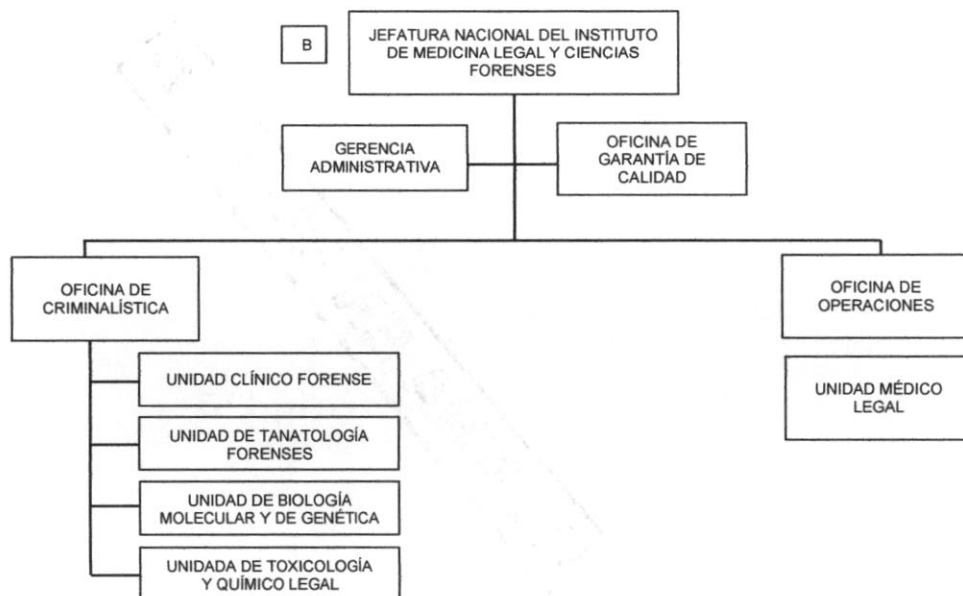 B
JEFATURA NACIONAL DEL INSTITUTO
DE MEDICINA LEGAL Y CIENCIAS
FORENSES
GERENCIA
ADMINISTRATIVA
OFICINA DE
GARANTÍA DE
CALIDAD
OFICINA DE
CRIMINALÍSTICA
OFICINA DE
OPERACIONES
UNIDAD CLÍNICO FORENSE
UNIDAD DE TANATOLOGÍA
FORENSES
UNIDAD DE BIOLOGÍA
MOLECULAR Y DE GENÉTICA
UNIDADA DE TOXICOLOGÍA
Y QUÍMICO LEGAL
UNIDAD MÉDICO
LEGAL